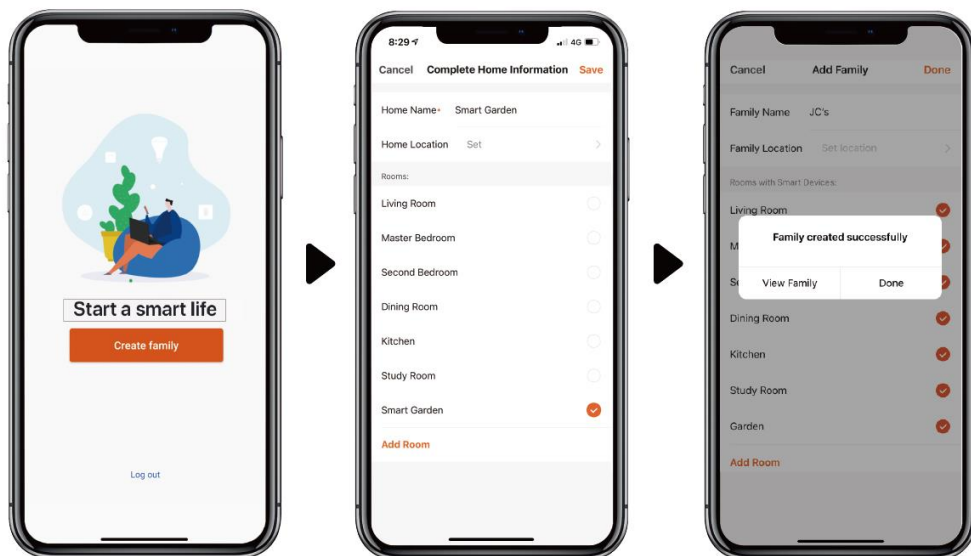 Start a smart life
Create family
Log out
8:29
4G
Cancel Complete Home Information Save
Home Name* Smart Garden
Home Location Set
Rooms:
Living Room
Master Bedroom
Second Bedroom
Dining Room
Kitchen
Study Room
Smart Garden
Add Room
Cancel Add Family Done
Family Name JC's
Family Location Set location
Rooms with Smart Devices:
Living Room
M
Family created successfully
Se
View Family Done
Dining Room
Kitchen
Study Room
Garden
Add Room